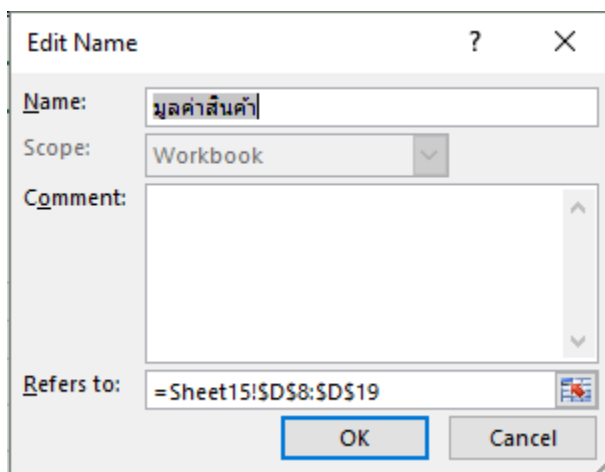 Edit Name
?
Name:
มูลค่าสินค้า
Scope:
Workbook
Comment:
Refers to:
=Sheet15!$D$8:$D$19
OK
Cancel